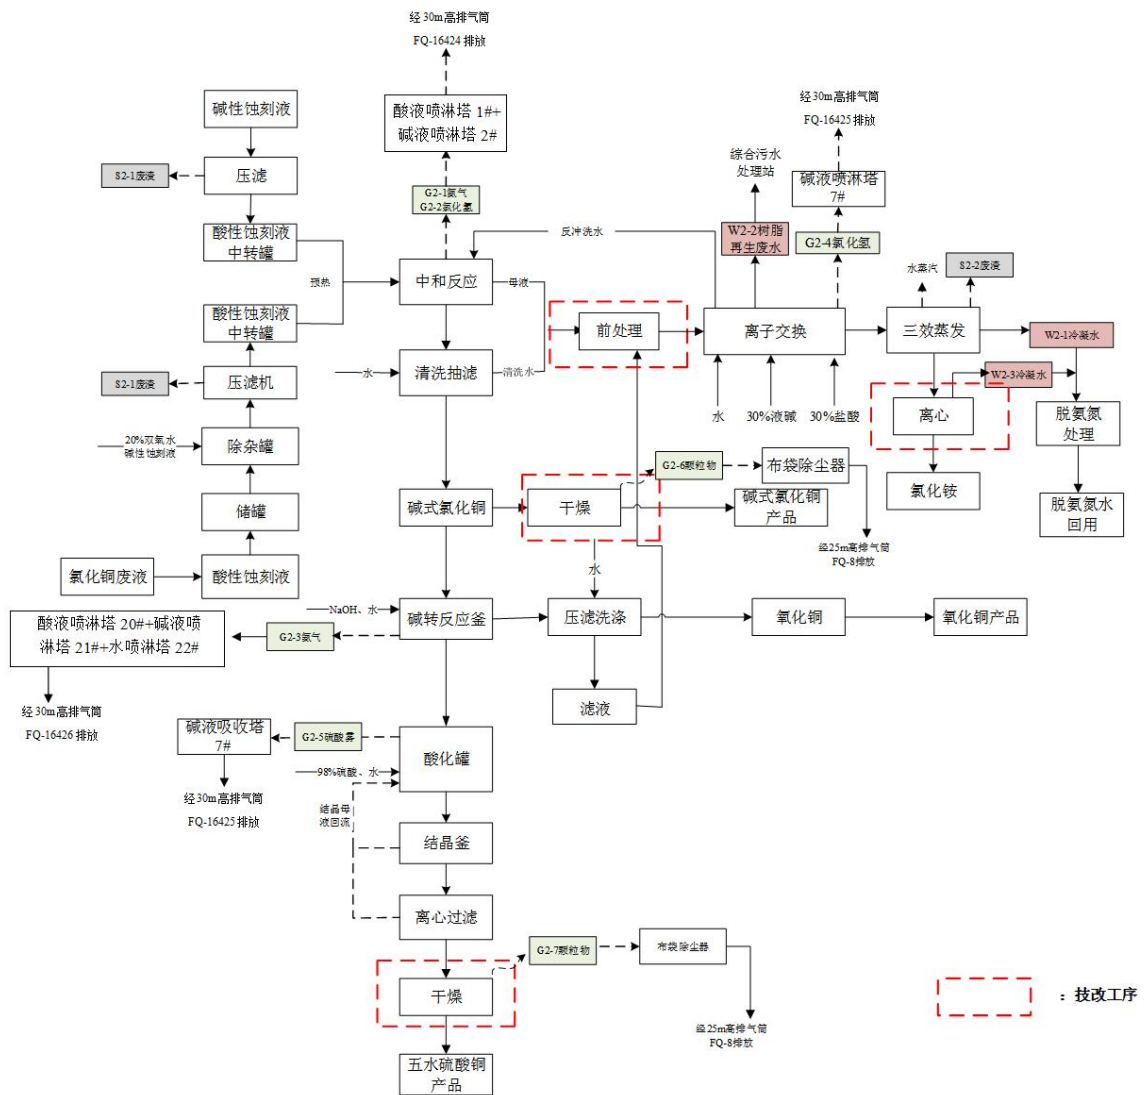 经30m高排气筒
FQ-16424 排放
碱性蚀刻液
酸液喷淋塔 1#+
碱液喷淋塔 2#
经30m高排气筒
FQ-16425 排放
S2-1废渣
压滤
综合污水
处理站
碱液喷淋塔
7#
G2-1氨气
G2-2氯化氢
酸性蚀刻液
中转罐
反冲洗水
W2-2树脂
再生废水
G2-4氯化氢
水蒸汽
S2-2废渣
预热
中和反应
母液
酸性蚀刻液
中转罐
前处理
离子交换
三效蒸发
W2-1冷凝水
S2-1废渣
压滤机
水
清洗抽滤
清洗水
W2-3冷凝水
水
30%液碱
30%盐酸
离心
脱氨氮
处理
20%双氧水
碱性蚀刻液
除杂罐
G2-6颗粒物
布袋除尘器
氯化铵
储罐
碱式氯化铜
干燥
碱式氯化铜
产品
脱氨氮水
回用
经25m高排气筒
FQ-8排放
氯化铜废液
酸性蚀刻液
水
NaOH、水
酸液喷淋塔 20#+碱液喷
淋塔 21#+水喷淋塔 22#
G2-3氨气
碱转反应釜
压滤洗涤
氧化铜
氧化铜产品
经30m高排气筒
FQ-16426 排放
滤液
碱液吸收塔
7#
G2-5硫酸雾
酸化罐
98%硫酸、水
经30m高排气筒
FQ-16425 排放
结晶母
液回流
结晶釜
离心过滤
G2-7颗粒物
布袋除尘器
干燥
：技改工序
经25m高排气筒
FQ-8排放
五水硫酸铜
产品